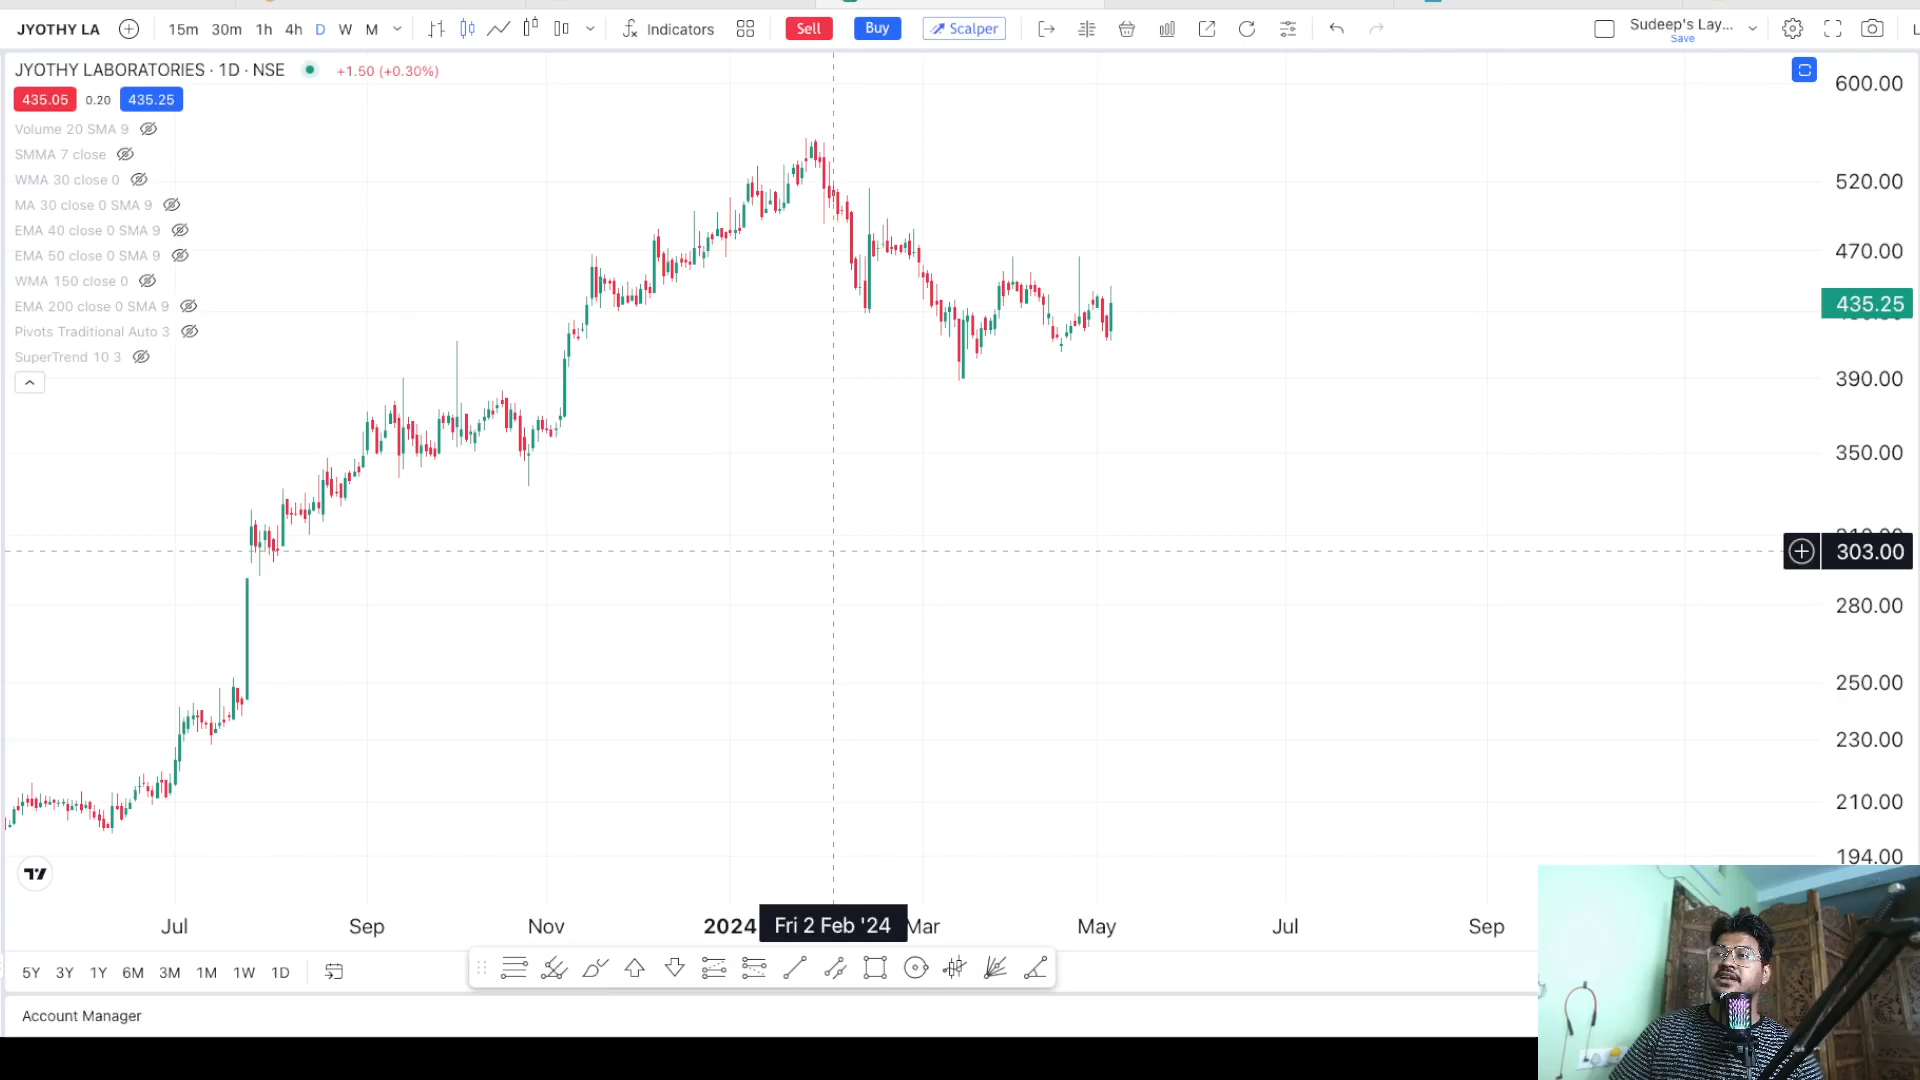 JYOTHY LA 15m 30m 1h 4h D W M Indicators Sell Buy Scalper Sudeep's Lay...
Save
JYOTHY LABORATORIES · 1D · NSE +1.50 (+0.30%)
435.05 0.20 435.25
Volume 20 SMA 9
SMMA 7 close
WMA 30 close 0
MA 30 close 0 SMA 9
EMA 40 close 0 SMA 9
EMA 50 close 0 SMA 9
WMA 150 close 0
EMA 200 close 0 SMA 9
Pivots Traditional Auto 3
SuperTrend 10 3
600.00
520.00
470.00
435.25
390.00
350.00
303.00
280.00
250.00
230.00
210.00
194.00
Jul Sep Nov 2024 Fri 2 Feb '24 Mar May Jul Sep
5Y 3Y 1Y 6M 3M 1M 1W 1D
Account Manager